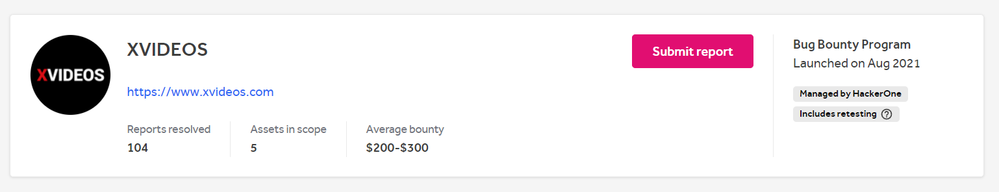 XVIDEOS
XVIDEOS
Submit report
https://www.xvideos.com
Reports resolved
104
Assets in scope
5
Average bounty
$200-$300
Bug Bounty Program
Launched on Aug 2021
Managed by HackerOne
Includes retesting ?